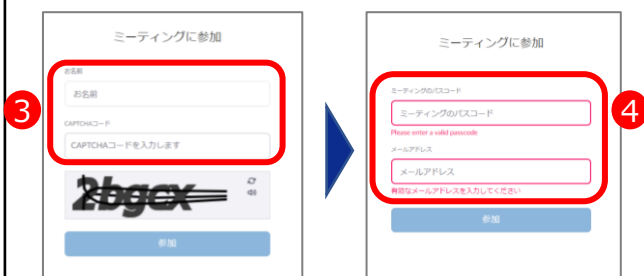 ミーティングに参加
3
お名前
お名前
CAPTCHAコード
CAPTCHAコードを入力します
2bgcx
参加
ミーティングに参加
4
ミーティングのパスコード
ミーティングのパスコード
Please enter a valid passcode
メールアドレス
メールアドレス
有効なメールアドレスを入力してください
参加